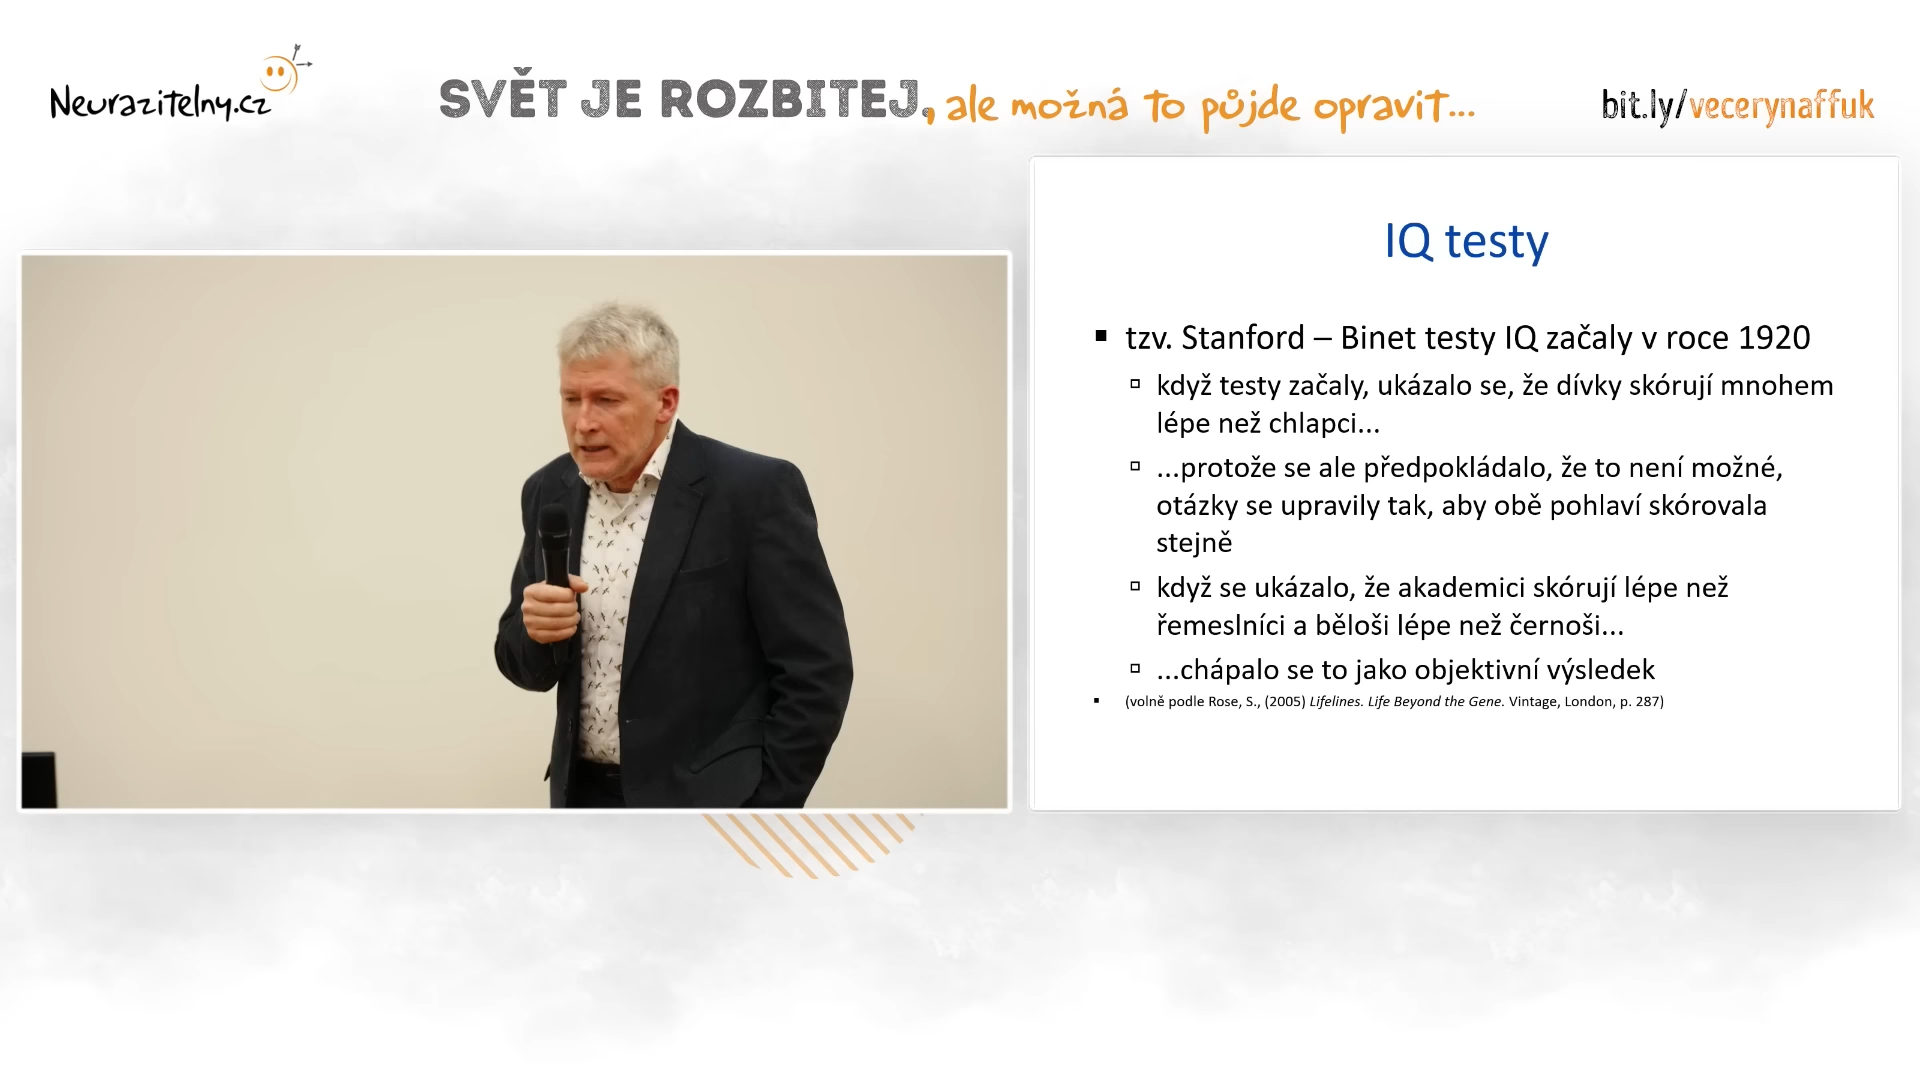 Neurazitelny.cz
SVĚT JE ROZBITEJ, ale možná to půjde opravit...
bit.ly/vecerynaffuk
IQ testy
▪ tzv. Stanford – Binet testy IQ začaly v roce 1920
▫ když testy začaly, ukázalo se, že dívky skórují mnohem
lépe než chlapci...
▫ ...protože se ale předpokládalo, že to není možné,
otázky se upravily tak, aby obě pohlaví skórovala
stejně
▫ když se ukázalo, že akademici skórují lépe než
řemeslníci a běloši lépe než černoši...
▫ ...chápalo se to jako objektivní výsledek
▪ (volně podle Rose, S., (2005) Lifelines. Life Beyond the Gene. Vintage, London, p. 287)